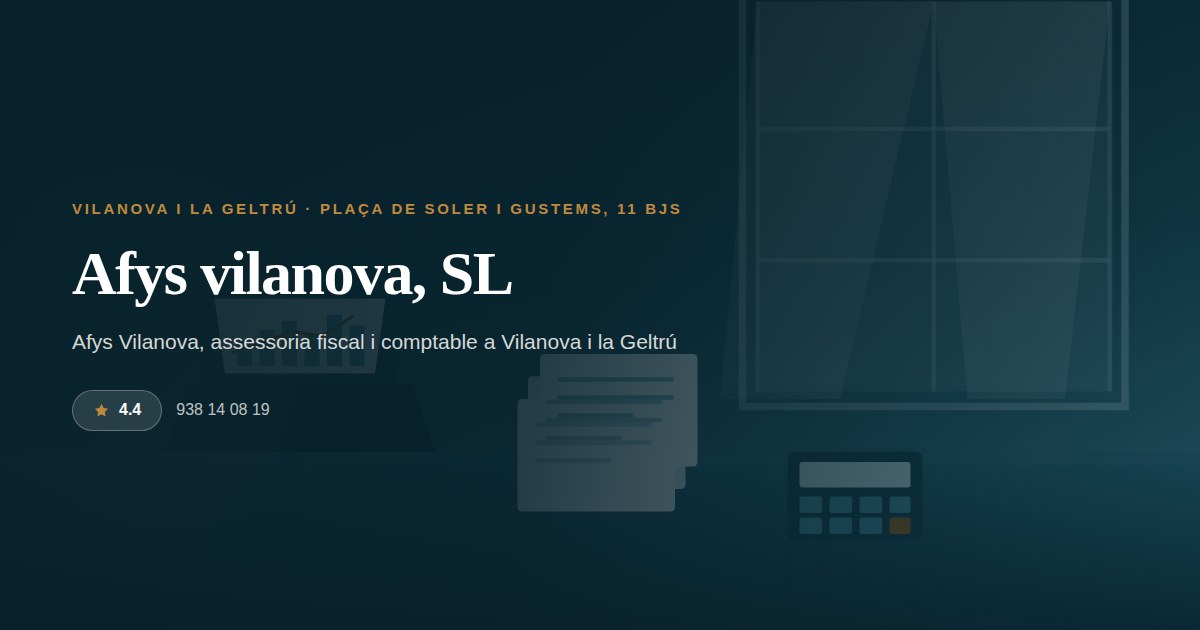 VILANOVA I LA GELTRÚ · PLAÇA DE SOLER I GUSTEMS, 11 BJS
Afys vilanova, SL
Afys Vilanova, assessoria fiscal i comptable a Vilanova i la Geltrú
4.4 938 14 08 19